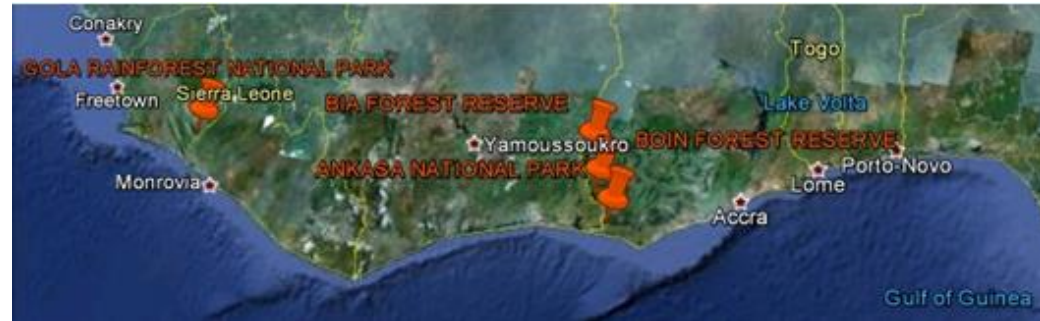 Conakry
GOLA RAINFOREST NATIONAL PARK
Freetown
Sierra Leone
Monrovia
BIA FOREST RESERVE
Yamoussoukro
ANKASA NATIONAL PARK
BOIN FOREST RESERVE
Togo
Lake Volta
Porto-Novo
Lome
Accra
Gulf of Guinea